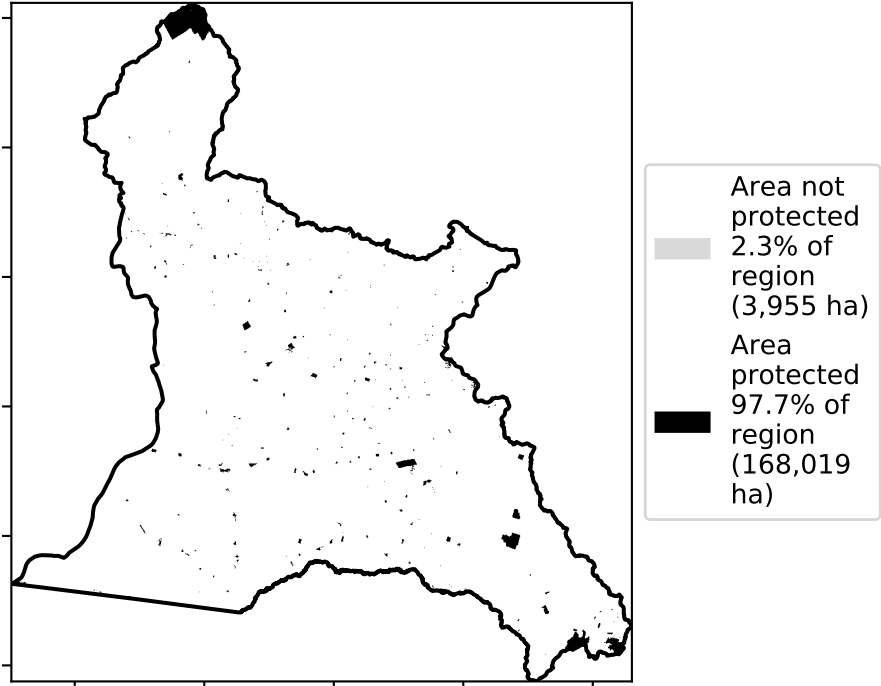 Area not
protected
2.3% of
region
(3,955 ha)
Area
protected
97.7% of
region
(168,019
ha)